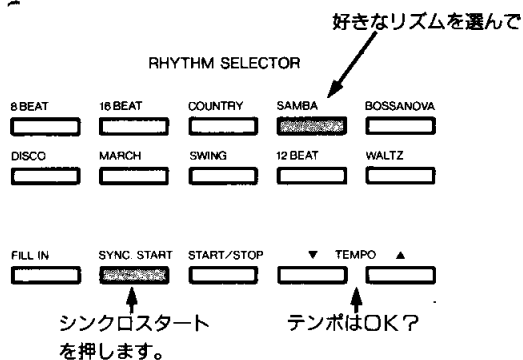 好きなリズムを選んで
RHYTHM SELECTOR
8 BEAT 16 BEAT COUNTRY SAMBA BOSSANOVA
DISCO MARCH SWING 12 BEAT WALTZ
FILL IN SYNC. START START/STOP ▼ TEMPO ▲
シンクロスタート テンポはOK?
を押します。